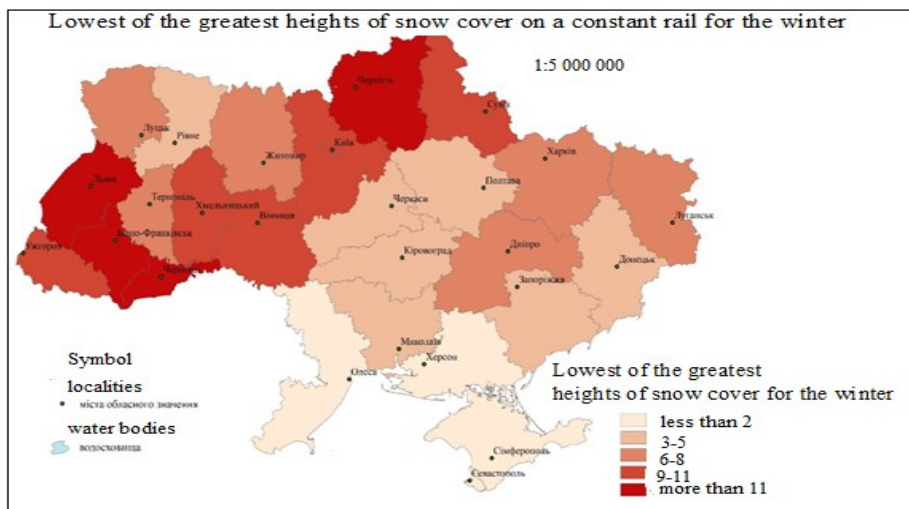 Lowest of the greatest heights of snow cover on a constant rail for the winter
1:5 000 000
Чернігів
Суми
Луцьк
Рівне
Київ
Житомир
Харків
Львів
Полтава
Тернопіль
Хмельницький
Черкаси
Вінниця
Луганськ
Івано-Франківськ
Ужгород
Кіровоград
Дніпро
Донецьк
Чернівці
Запоріжжя
Миколаїв
Херсон
Одеса
Сімферополь
Севастополь
Symbol
localities
міста обласного значення
water bodies
водосховища
Lowest of the greatest
heights of snow cover for the winter
less than 2
3-5
6-8
9-11
more than 11